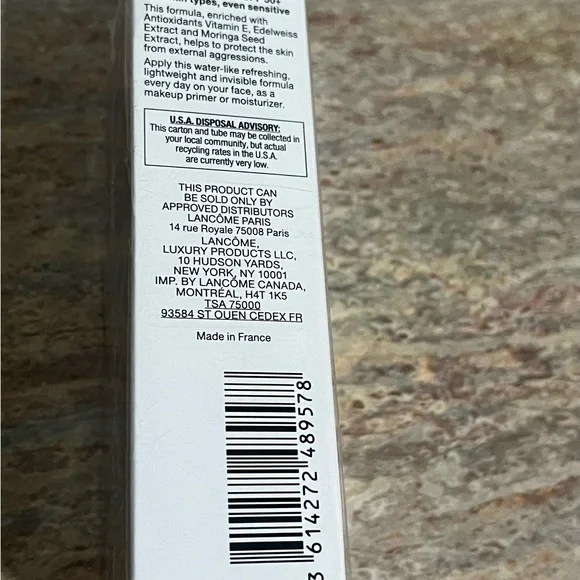 50+
types, even sensitive
This formula, enriched with
Antioxidants Vitamin E, Edelweiss
Extract and Moringa Seed
Extract, helps to protect the skin
from external aggressions.
Apply this water-like refreshing,
lightweight and invisible formula
every day on your face, as a
makeup primer or moisturizer.
U.S.A. DISPOSAL ADVISORY:
This carton and tube may be collected in
your local community, but actual
recycling rates in the U.S.A.
are currently very low.
THIS PRODUCT CAN
BE SOLD ONLY BY
APPROVED DISTRIBUTORS
LANCÔME PARIS
14 rue Royale 75008 Paris
LANCÔME,
LUXURY PRODUCTS LLC,
10 HUDSON YARDS,
NEW YORK, NY 10001
IMP. BY LANCÔME CANADA,
MONTRÉAL, H4T 1K5
TSA 75000
93584 ST OUEN CEDEX FR
Made in France
3 614272 489578